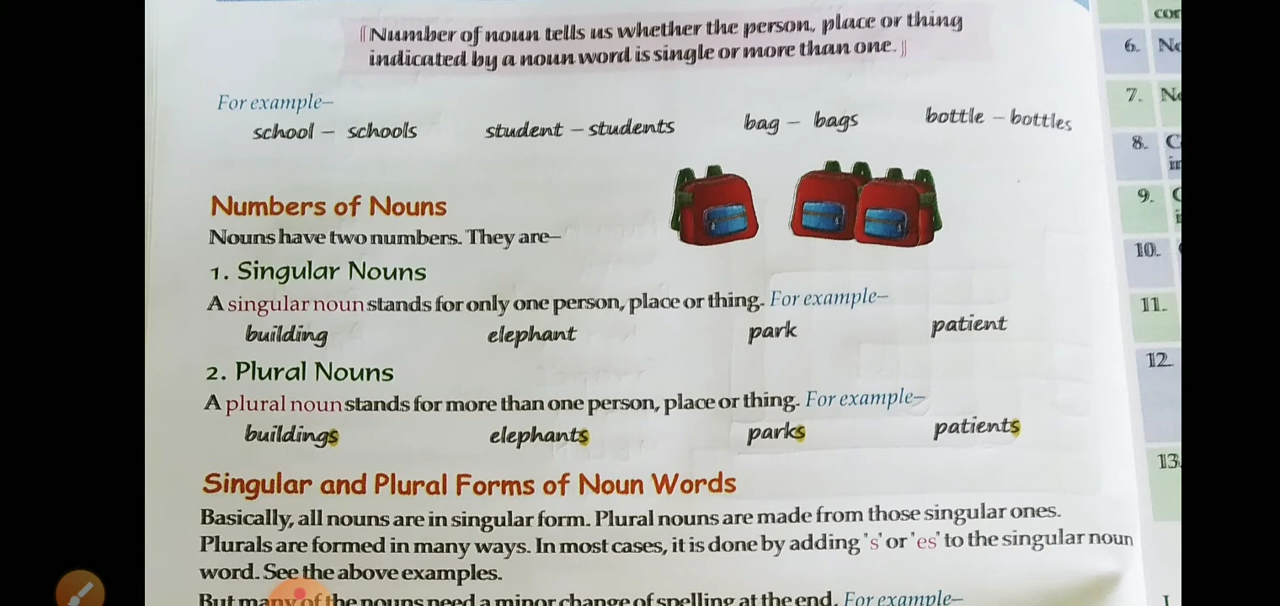 Number of noun tells us whether the person, place or thing
indicated by a noun word is single or more than one.
For example–
school – schools student – students bag – bags bottle – bottles
Numbers of Nouns
Nouns have two numbers. They are–
1. Singular Nouns
A singular noun stands for only one person, place or thing. For example–
building elephant park patient
2. Plural Nouns
A plural noun stands for more than one person, place or thing. For example–
buildings elephants parks patients
Singular and Plural Forms of Noun Words
Basically, all nouns are in singular form. Plural nouns are made from those singular ones.
Plurals are formed in many ways. In most cases, it is done by adding 's' or 'es' to the singular noun
word. See the above examples.
But many of the nouns need a minor change of spelling at the end. For example–
6.
7.
8.
9.
10.
11.
12.
13.